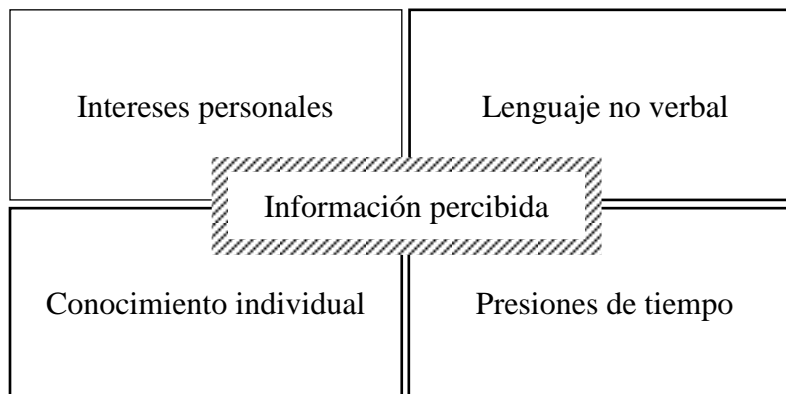 Intereses personales
Lenguaje no verbal
Información percibida
Conocimiento individual
Presiones de tiempo